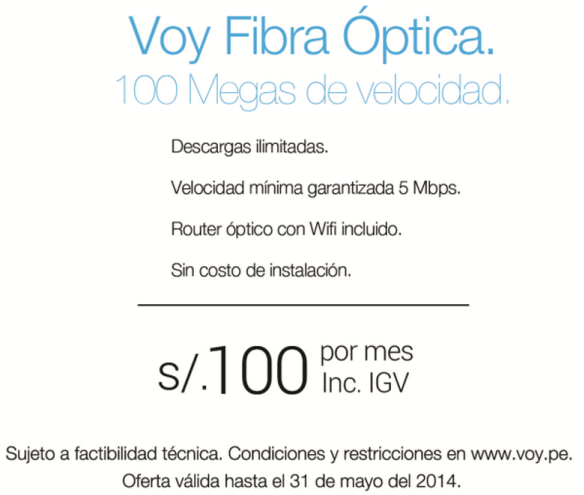 Voy Fibra Óptica.
100 Megas de velocidad.
Descargas ilimitadas.
Velocidad mínima garantizada 5 Mbps.
Router óptico con Wifi incluido.
Sin costo de instalación.
s/.100 por mes
Inc. IGV
Sujeto a factibilidad técnica. Condiciones y restricciones en www.voy.pe.
Oferta válida hasta el 31 de mayo del 2014.